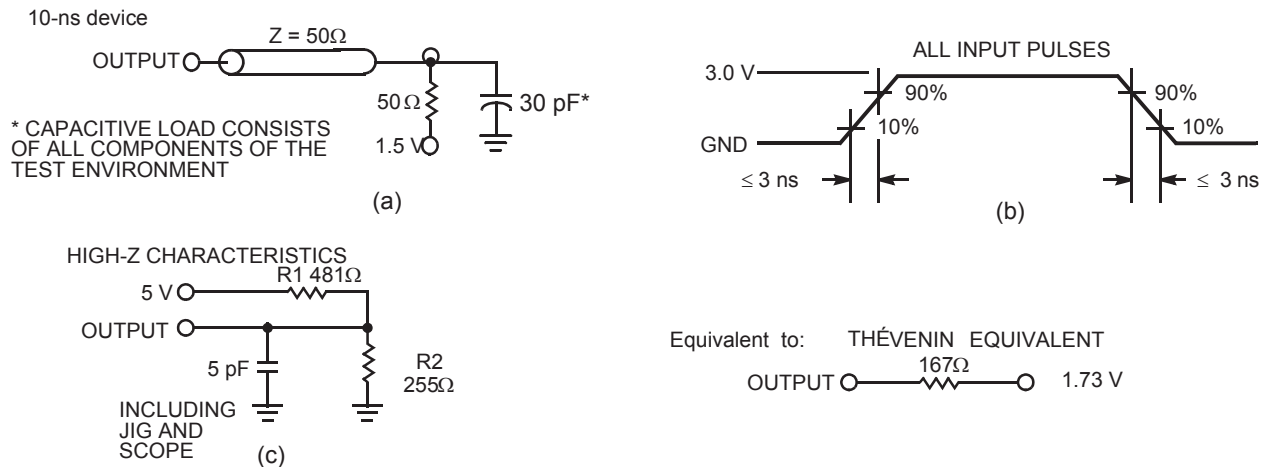 10-ns device
Z = 50Ω
OUTPUT
50Ω
30 pF*
1.5 V
* CAPACITIVE LOAD CONSISTS
OF ALL COMPONENTS OF THE
TEST ENVIRONMENT
(a)
ALL INPUT PULSES
3.0 V
90%
90%
10%
10%
GND
≤ 3 ns
≤ 3 ns
(b)
HIGH-Z CHARACTERISTICS
R1 481Ω
5 V
OUTPUT
5 pF
R2
255Ω
INCLUDING
JIG AND
SCOPE
(c)
Equivalent to: THÉVENIN EQUIVALENT
167Ω
OUTPUT
1.73 V